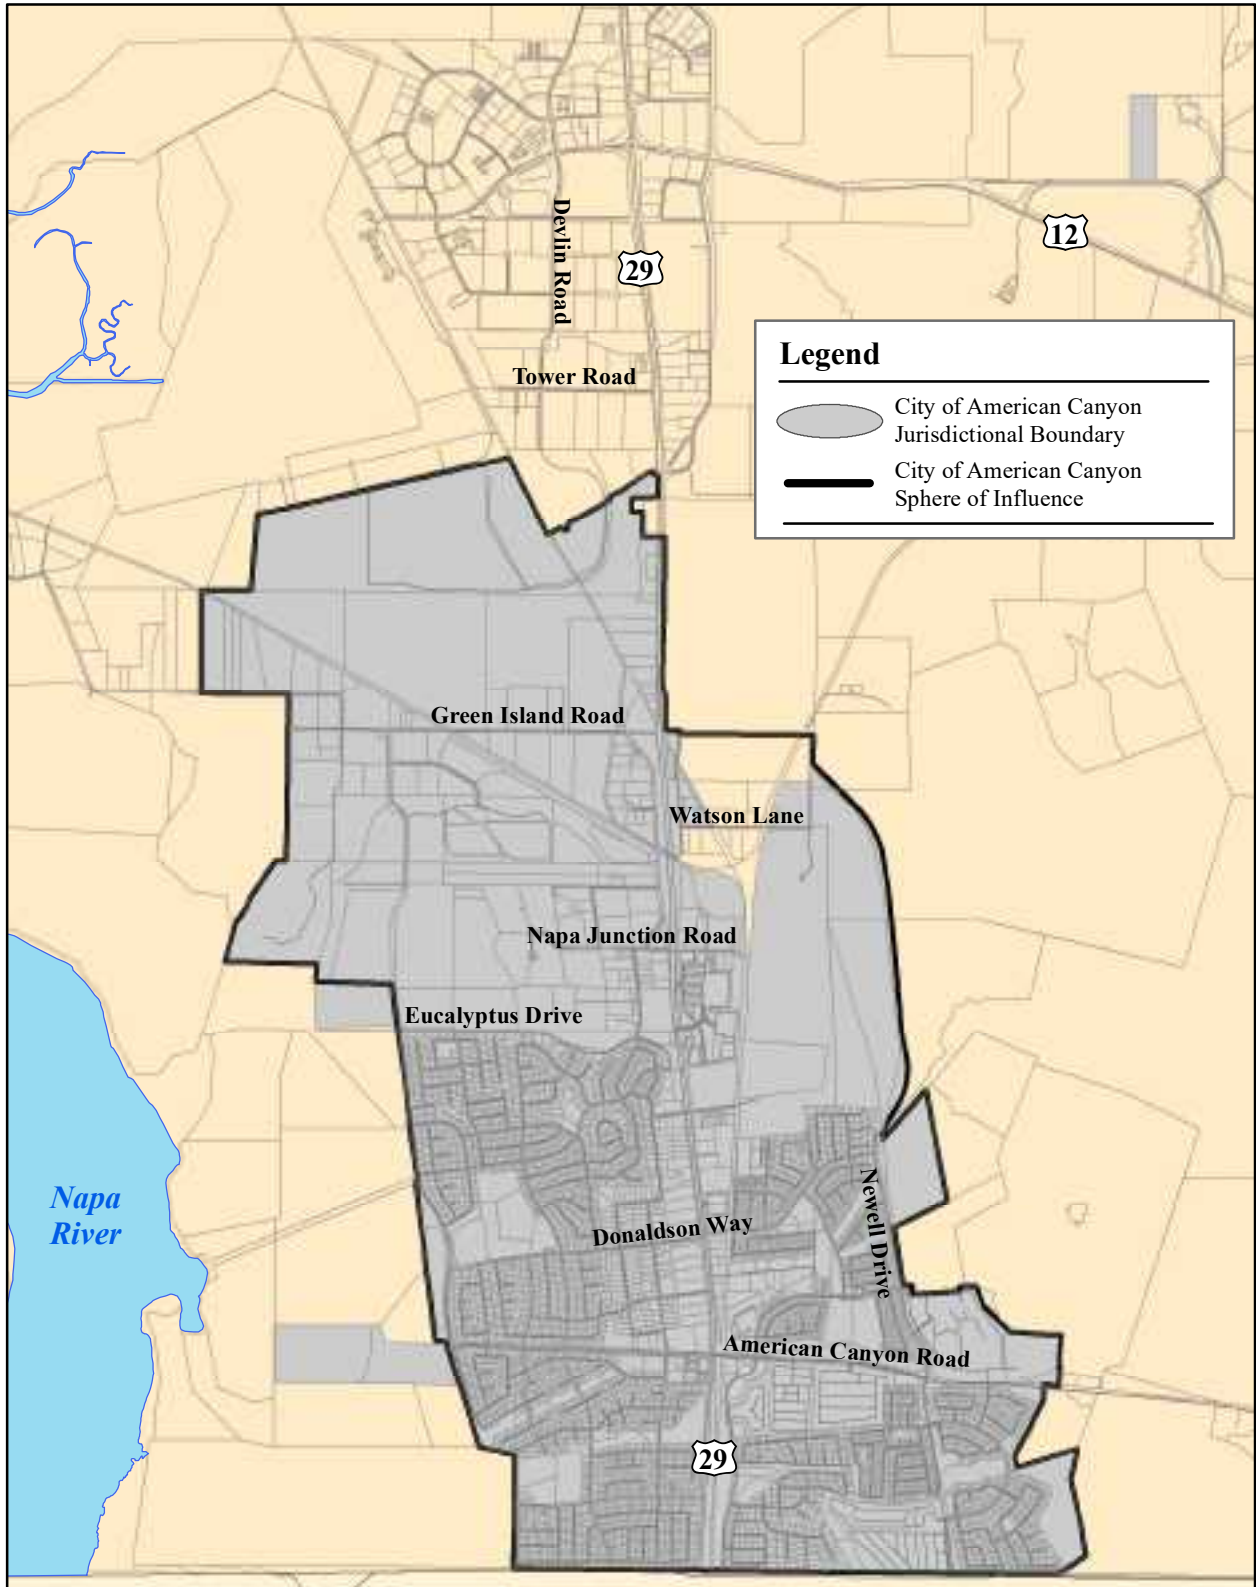 Devlin Road
29
12
Tower Road
Legend
City of American Canyon
Jurisdictional Boundary
City of American Canyon
Sphere of Influence
Green Island Road
Watson Lane
Napa Junction Road
Eucalyptus Drive
Napa
River
Donaldson Way
Newell Drive
American Canyon Road
29